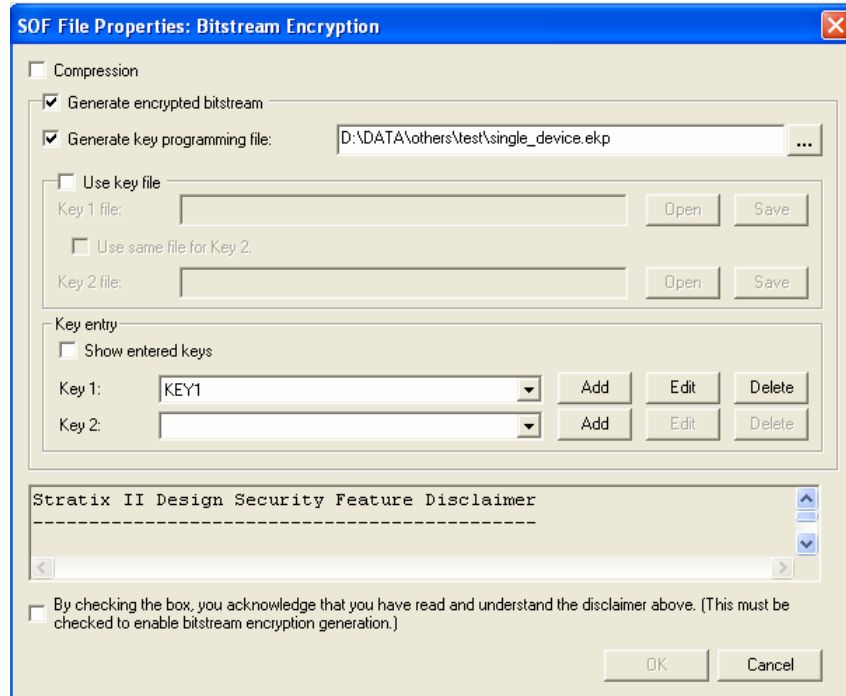 SOF File Properties: Bitstream Encryption
Compression
Generate encrypted bitstream
Generate key programming file: D:\DATA\others\test\single_device.ekp ...
Use key file
Key 1 file: Open Save
Use same file for Key 2.
Key 2 file: Open Save
Key entry
Show entered keys
Key 1: KEY1 Add Edit Delete
Key 2: Add Edit Delete
Stratix II Design Security Feature Disclaimer
---------------------------------------------
By checking the box, you acknowledge that you have read and understand the disclaimer above. (This must be
checked to enable bitstream encryption generation.)
OK Cancel